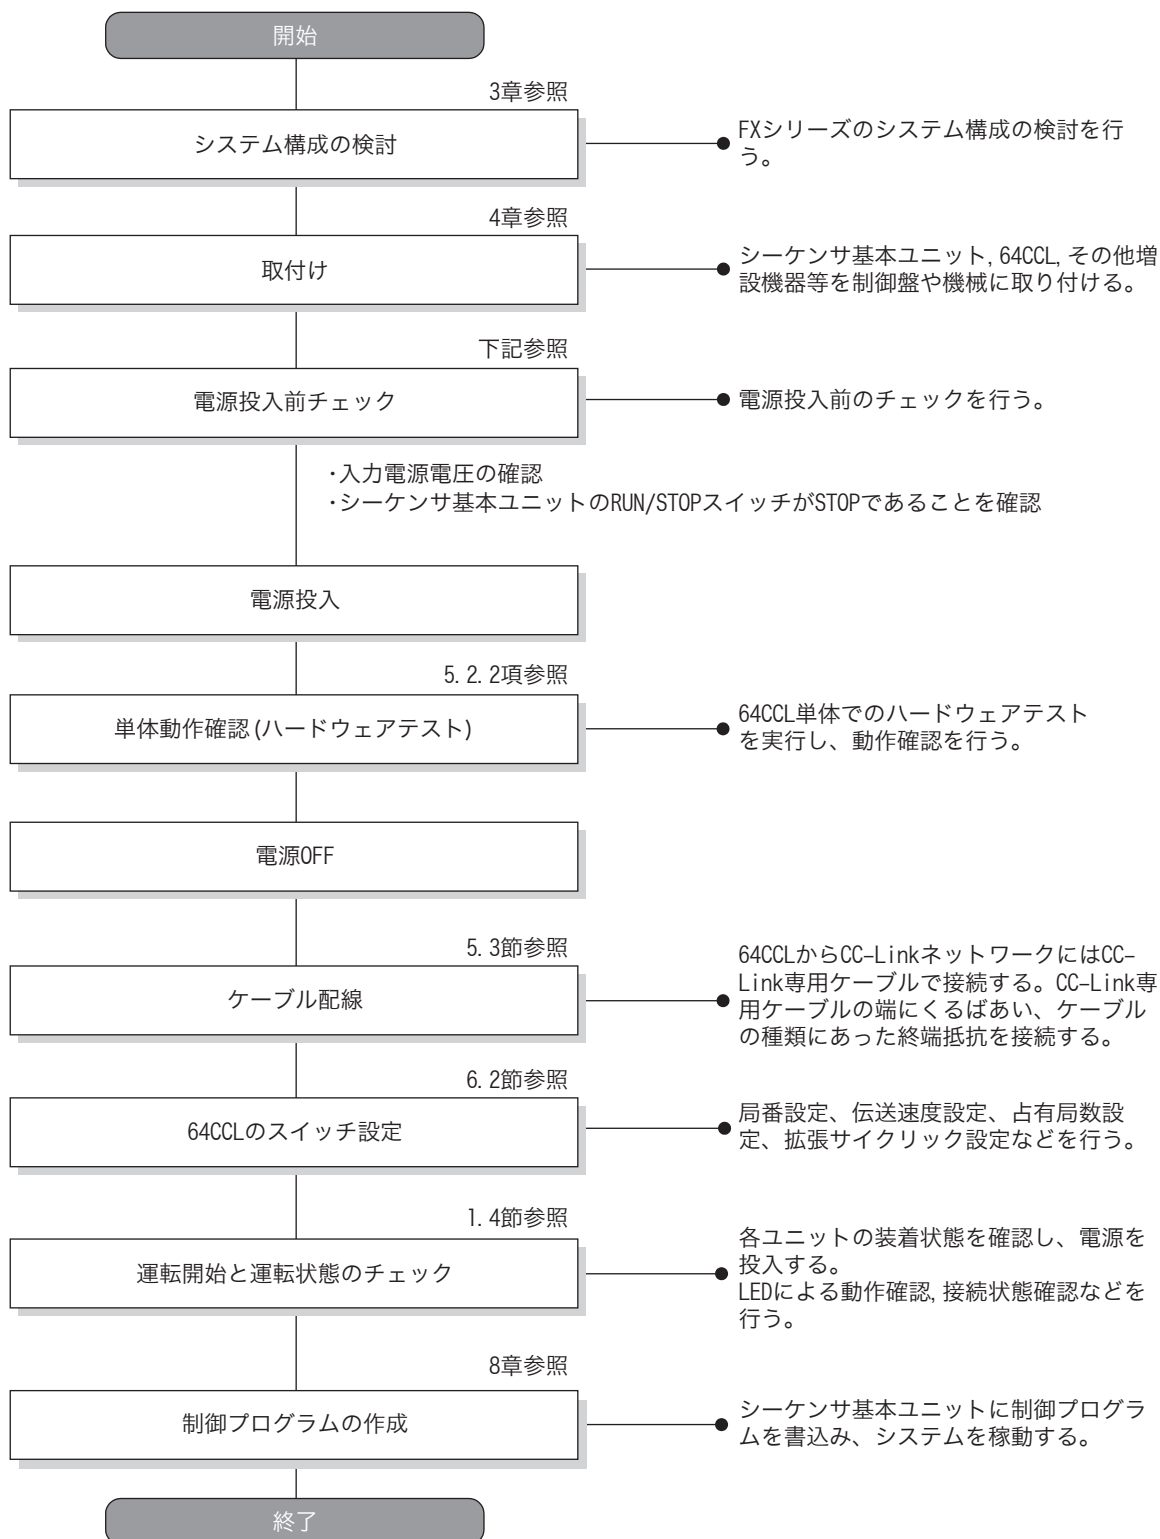 開始
3章参照
システム構成の検討
FXシリーズのシステム構成の検討を行
う。
4章参照
取付け
シーケンサ基本ユニット, 64CCL, その他増
設機器等を制御盤や機械に取り付ける。
下記参照
電源投入前チェック
電源投入前のチェックを行う。
・入力電源電圧の確認
・シーケンサ基本ユニットのRUN/STOPスイッチがSTOPであることを確認
電源投入
5.2.2項参照
単体動作確認(ハードウェアテスト)
64CCL単体でのハードウェアテスト
を実行し、動作確認を行う。
電源OFF
5.3節参照
ケーブル配線
64CCLからCC-LinkネットワークにはCC-
Link専用ケーブルで接続する。CC-Link専
用ケーブルの端にくるばあい、ケーブル
の種類にあった終端抵抗を接続する。
6.2節参照
64CCLのスイッチ設定
局番設定、伝送速度設定、占有局数設
定、拡張サイクリック設定などを行う。
1.4節参照
運転開始と運転状態のチェック
各ユニットの装着状態を確認し、電源を
投入する。
LEDによる動作確認, 接続状態確認などを
行う。
8章参照
制御プログラムの作成
シーケンサ基本ユニットに制御プログラ
ムを書込み、システムを稼動する。
終了